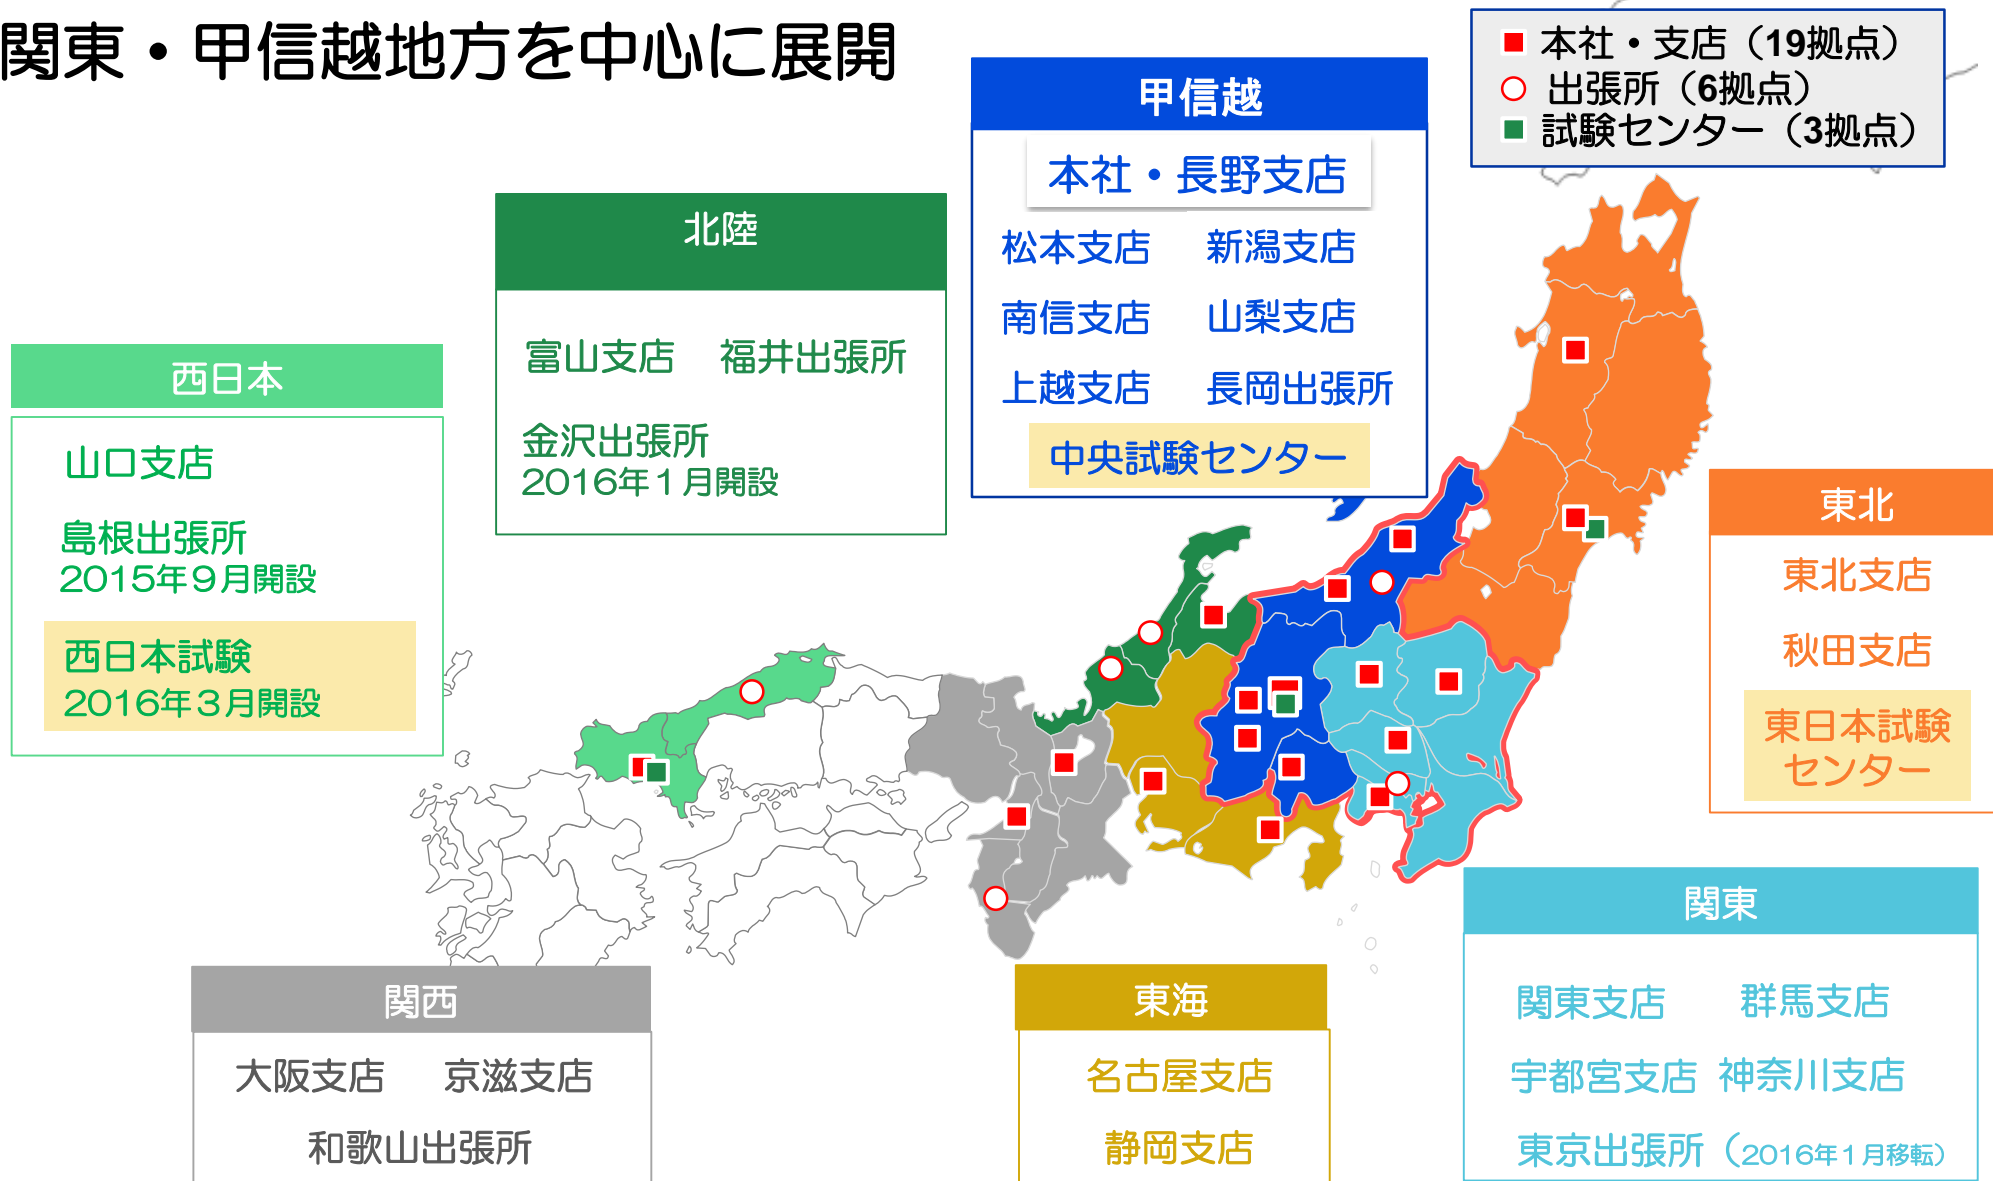 関東・甲信越地方を中心に展開
本社・支店（19拠点）
出張所（6拠点）
試験センター（3拠点）
甲信越
本社・長野支店
松本支店 新潟支店
南信支店 山梨支店
上越支店 長岡出張所
中央試験センター
北陸
富山支店 福井出張所
金沢出張所
2016年１月開設
西日本
山口支店
島根出張所
2015年９月開設
西日本試験
2016年３月開設
東北
東北支店
秋田支店
東日本試験
センター
関東
関東支店 群馬支店
宇都宮支店 神奈川支店
東京出張所（2016年１月移転）
関西
大阪支店 京滋支店
和歌山出張所
東海
名古屋支店
静岡支店